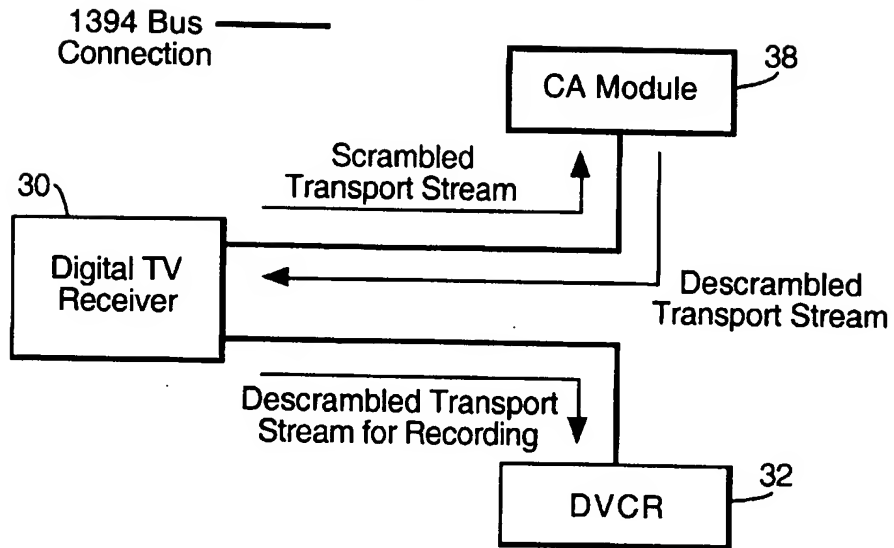 1394 Bus
Connection
38
CA Module
Scrambled
Transport Stream
30
Digital TV
Receiver
Descrambled
Transport Stream
Descrambled Transport
Stream for Recording
32
DVCR